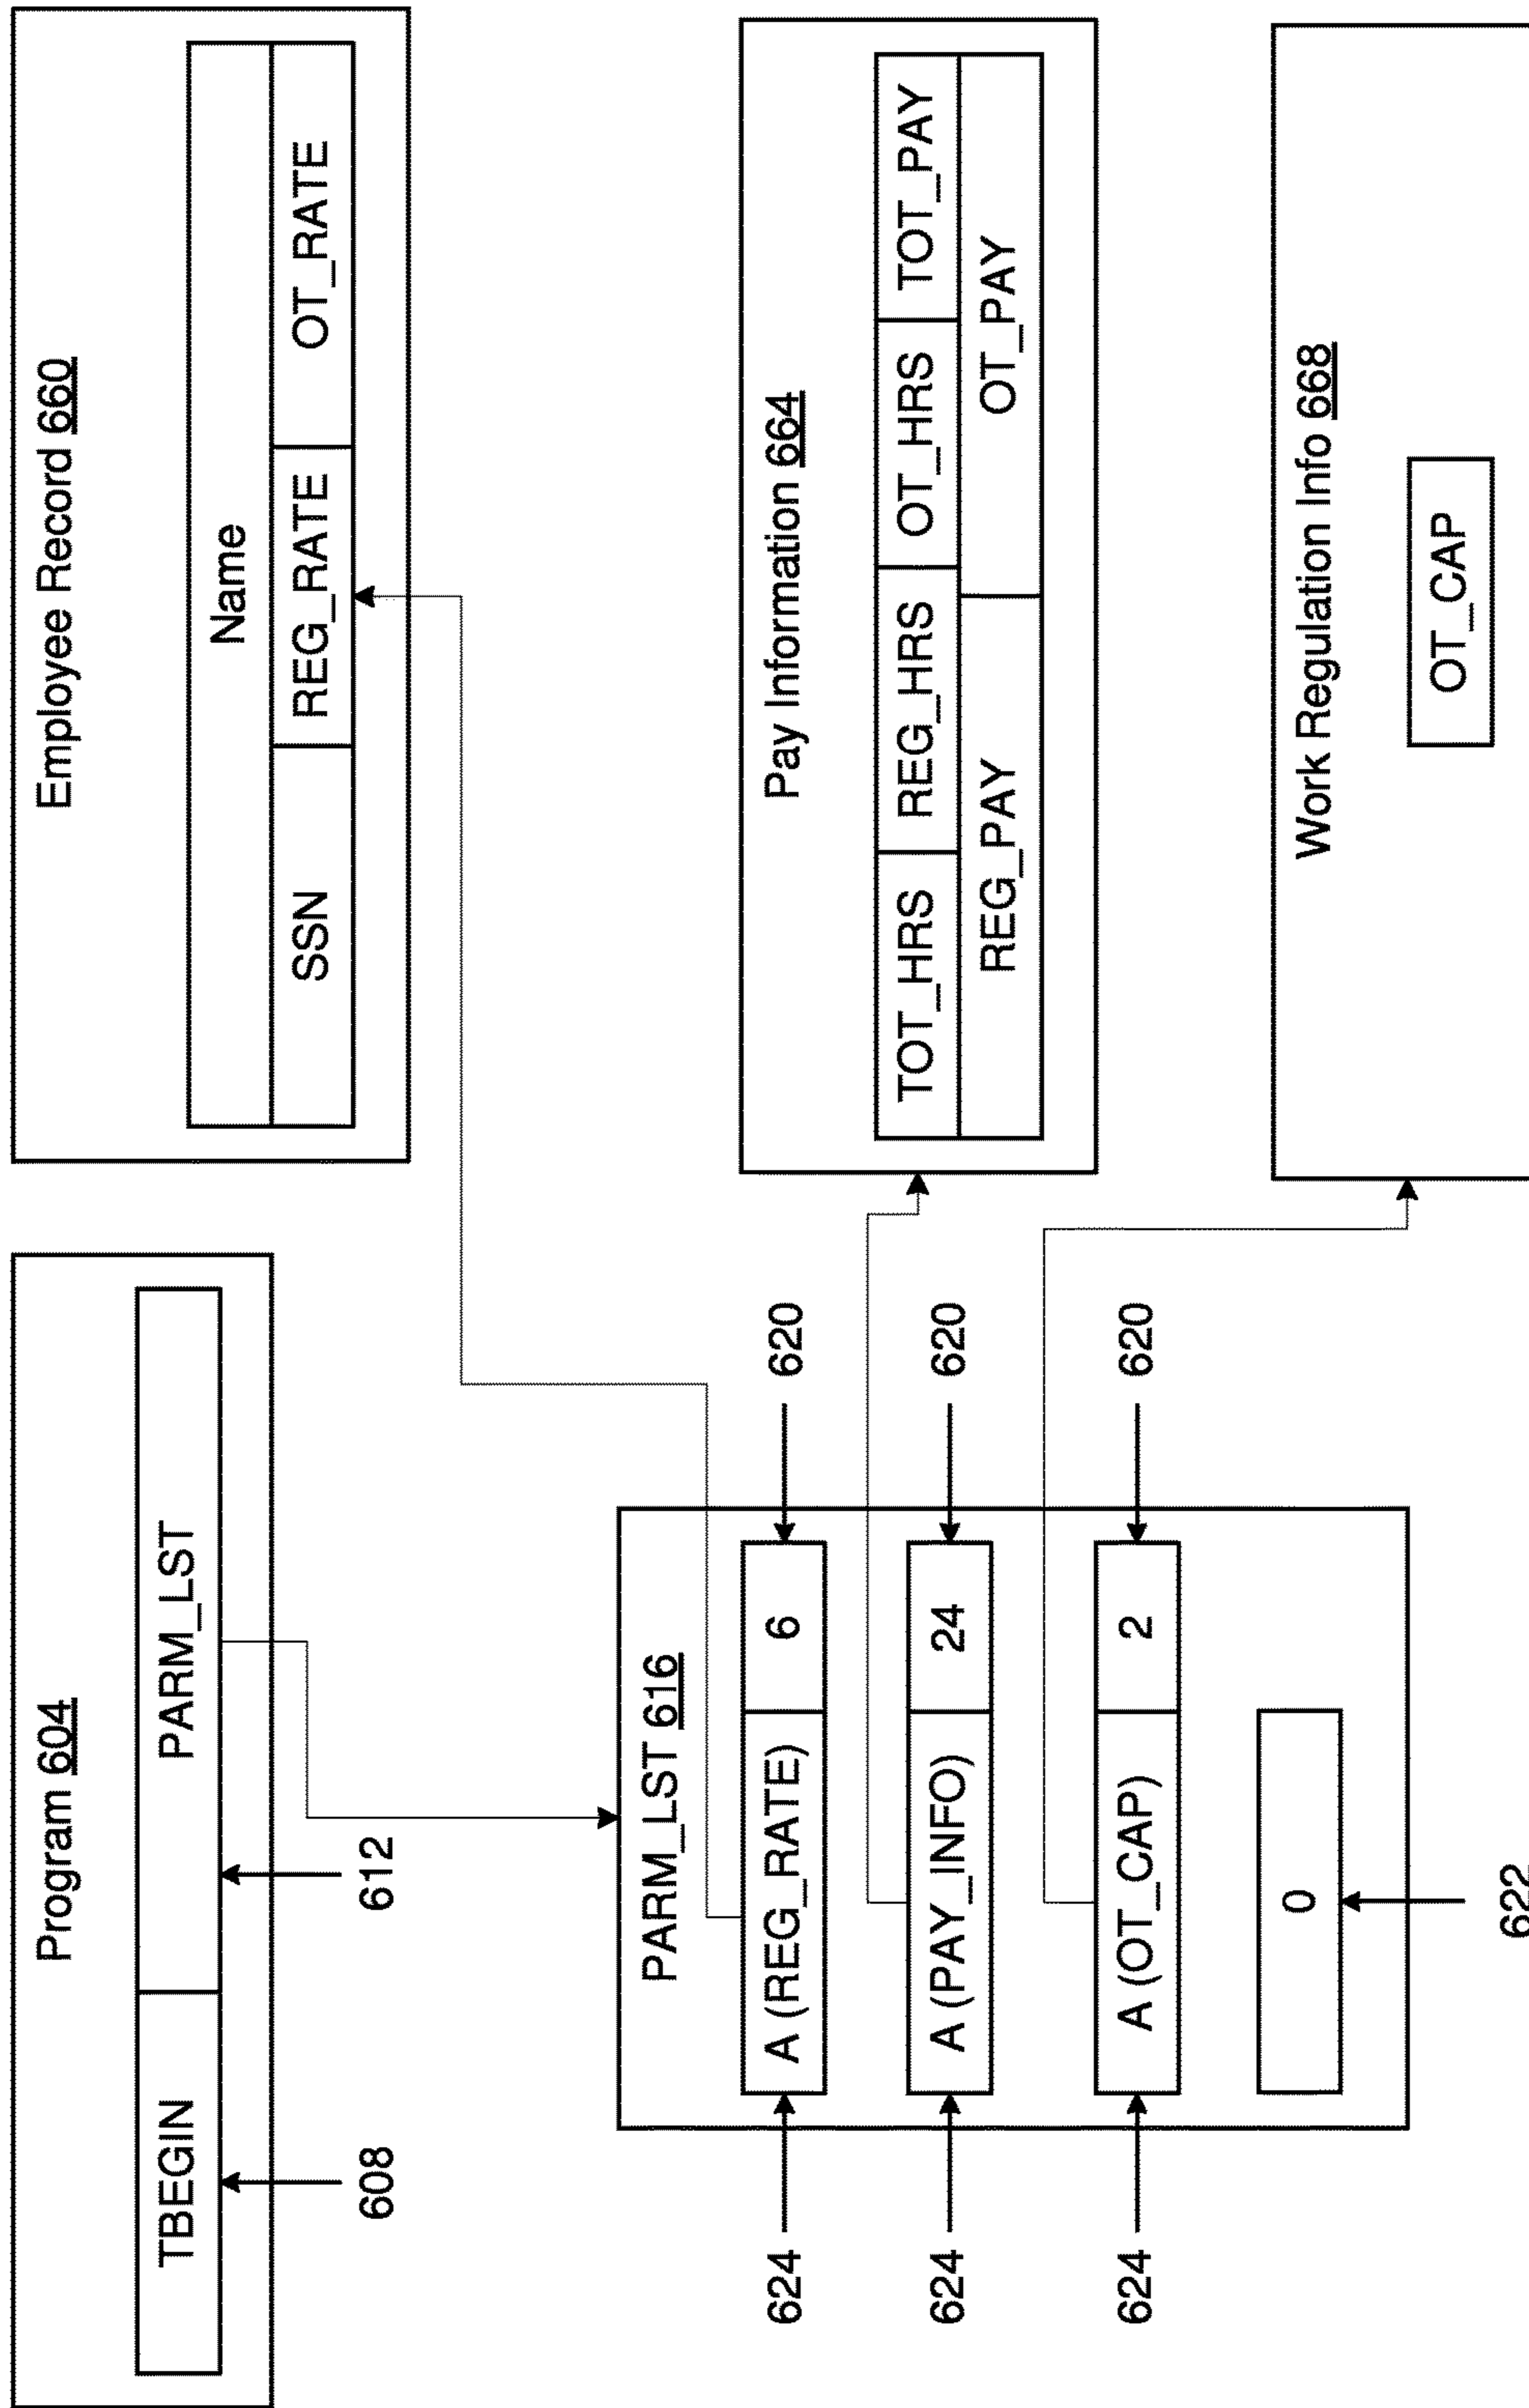 Program 604
TBEGIN PARM_LST
608 612
PARM_LST 616
624 A (REG_RATE) 6 620
624 A (PAY_INFO) 24 620
624 A (OT_CAP) 2 620
0
622
Employee Record 660
Name
SSN REG_RATE OT_RATE
Pay Information 664
TOT_HRS REG_HRS OT_HRS TOT_PAY
REG_PAY OT_PAY
Work Regulation Info 668
OT_CAP